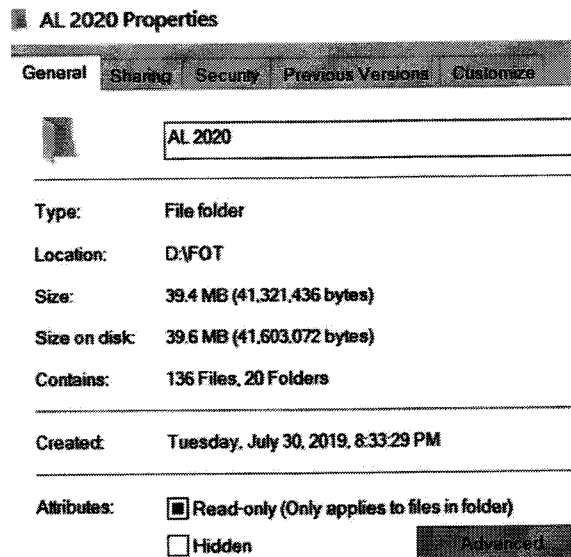 AL 2020 Properties
General Sharing Security Previous Versions Customize
AL 2020
Type: File folder
Location: D:\FOT
Size: 39.4 MB (41,321,436 bytes)
Size on disk: 39.6 MB (41,603,072 bytes)
Contains: 136 Files, 20 Folders
Created: Tuesday, July 30, 2019, 8:33:29 PM
Attributes: Read-only (Only applies to files in folder)
Hidden Advanced